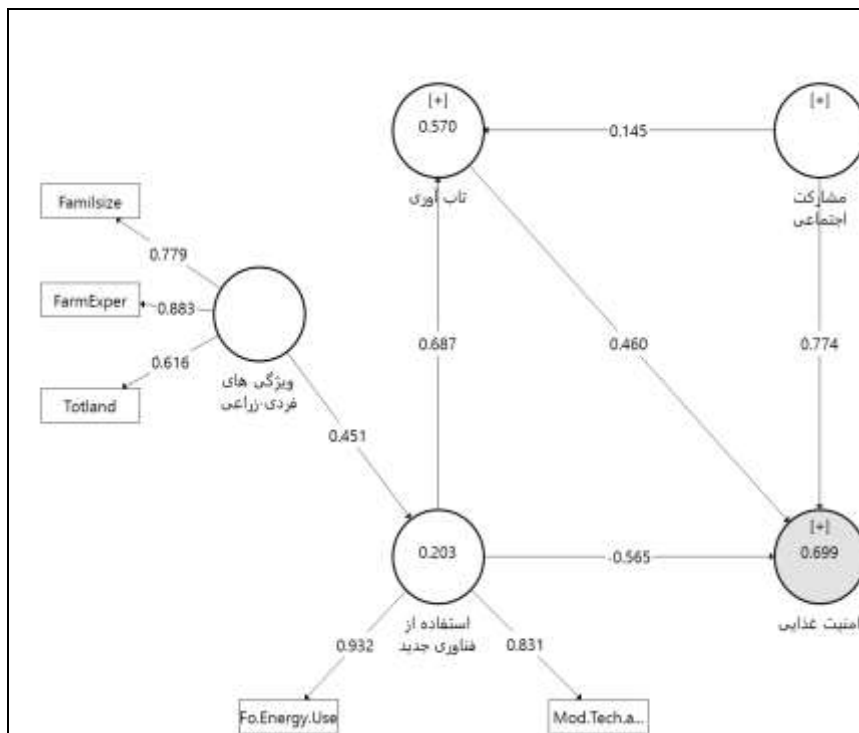 [+]
0.570
تاب آوری
[+]
مشارکت
اجتماعی
0.145
Familsize
0.779
FarmExper
0.883
0.616
Totland
ویژگی های
فردی-زراعی
0.687
0.460
0.774
0.451
0.203
استفاده از
فناوری جدید
-0.565
[+]
0.699
امنیت غذایی
0.932
0.831
Fo.Energy.Use
Mod.Tech.a...